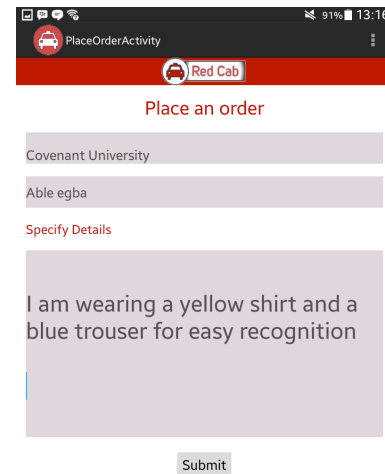 91% 13:16
PlaceOrderActivity
Red Cab
Place an order
Covenant University
Able egba
Specify Details
I am wearing a yellow shirt and a
blue trouser for easy recognition
Submit